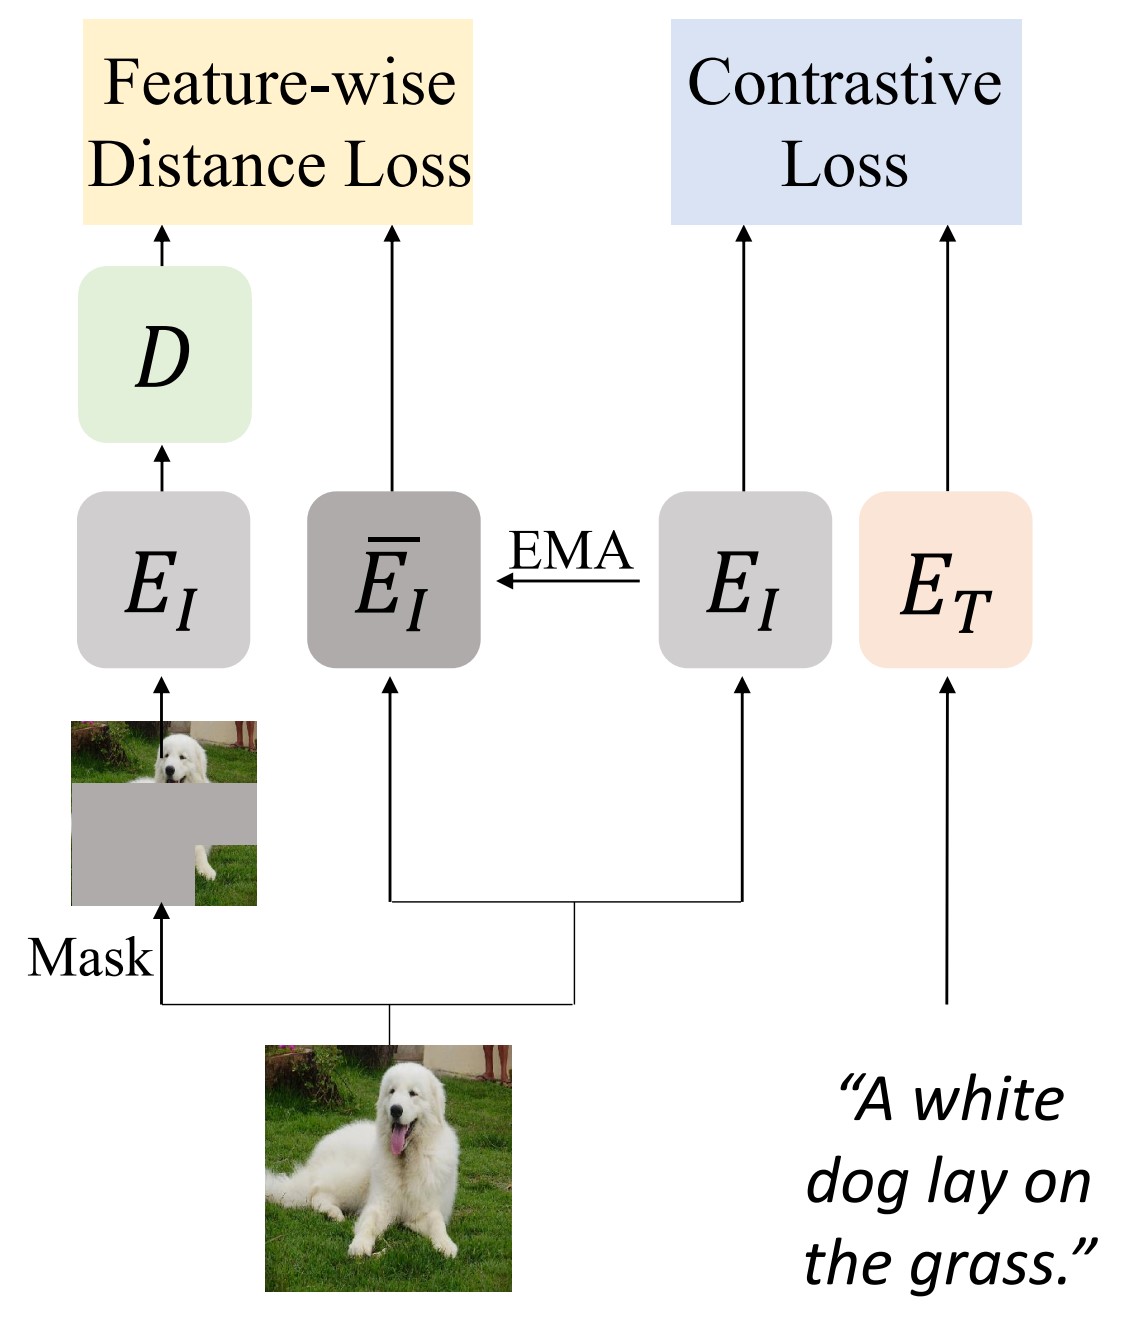 Feature-wise
Distance Loss
Contrastive
Loss
D
E_I
\overline{E}_I
EMA
E_I
E_T
Mask
“A white
dog lay on
the grass.”